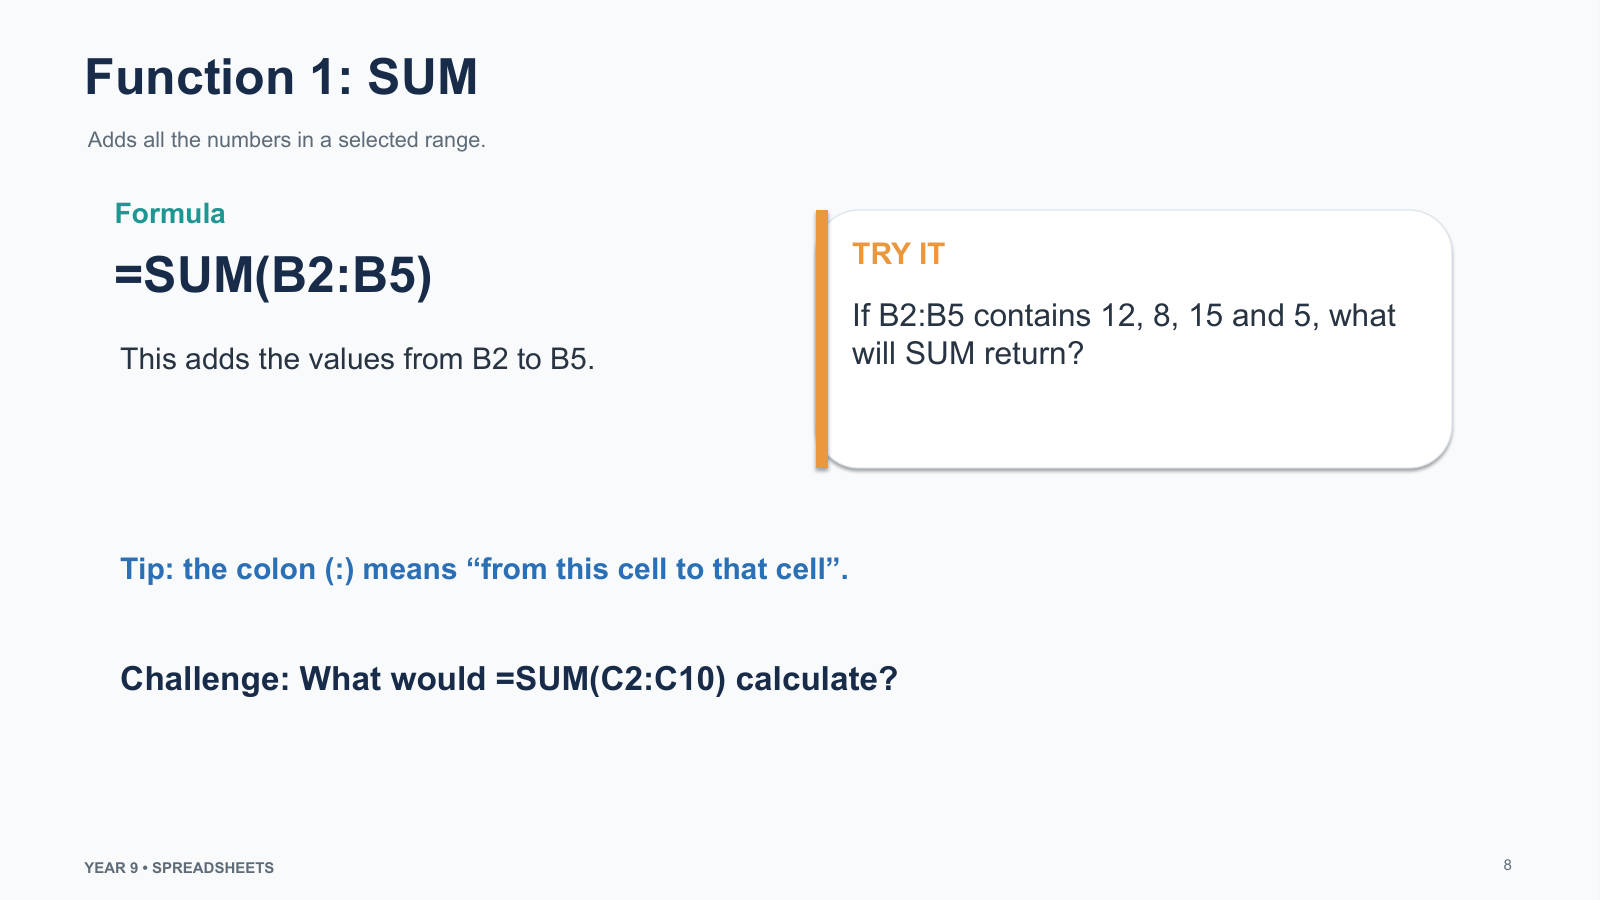 Function 1: SUM
Adds all the numbers in a selected range.
Formula
=SUM(B2:B5)
This adds the values from B2 to B5.
TRY IT
If B2:B5 contains 12, 8, 15 and 5, what
will SUM return?
Tip: the colon (:) means “from this cell to that cell”.
Challenge: What would =SUM(C2:C10) calculate?
YEAR 9 • SPREADSHEETS
8